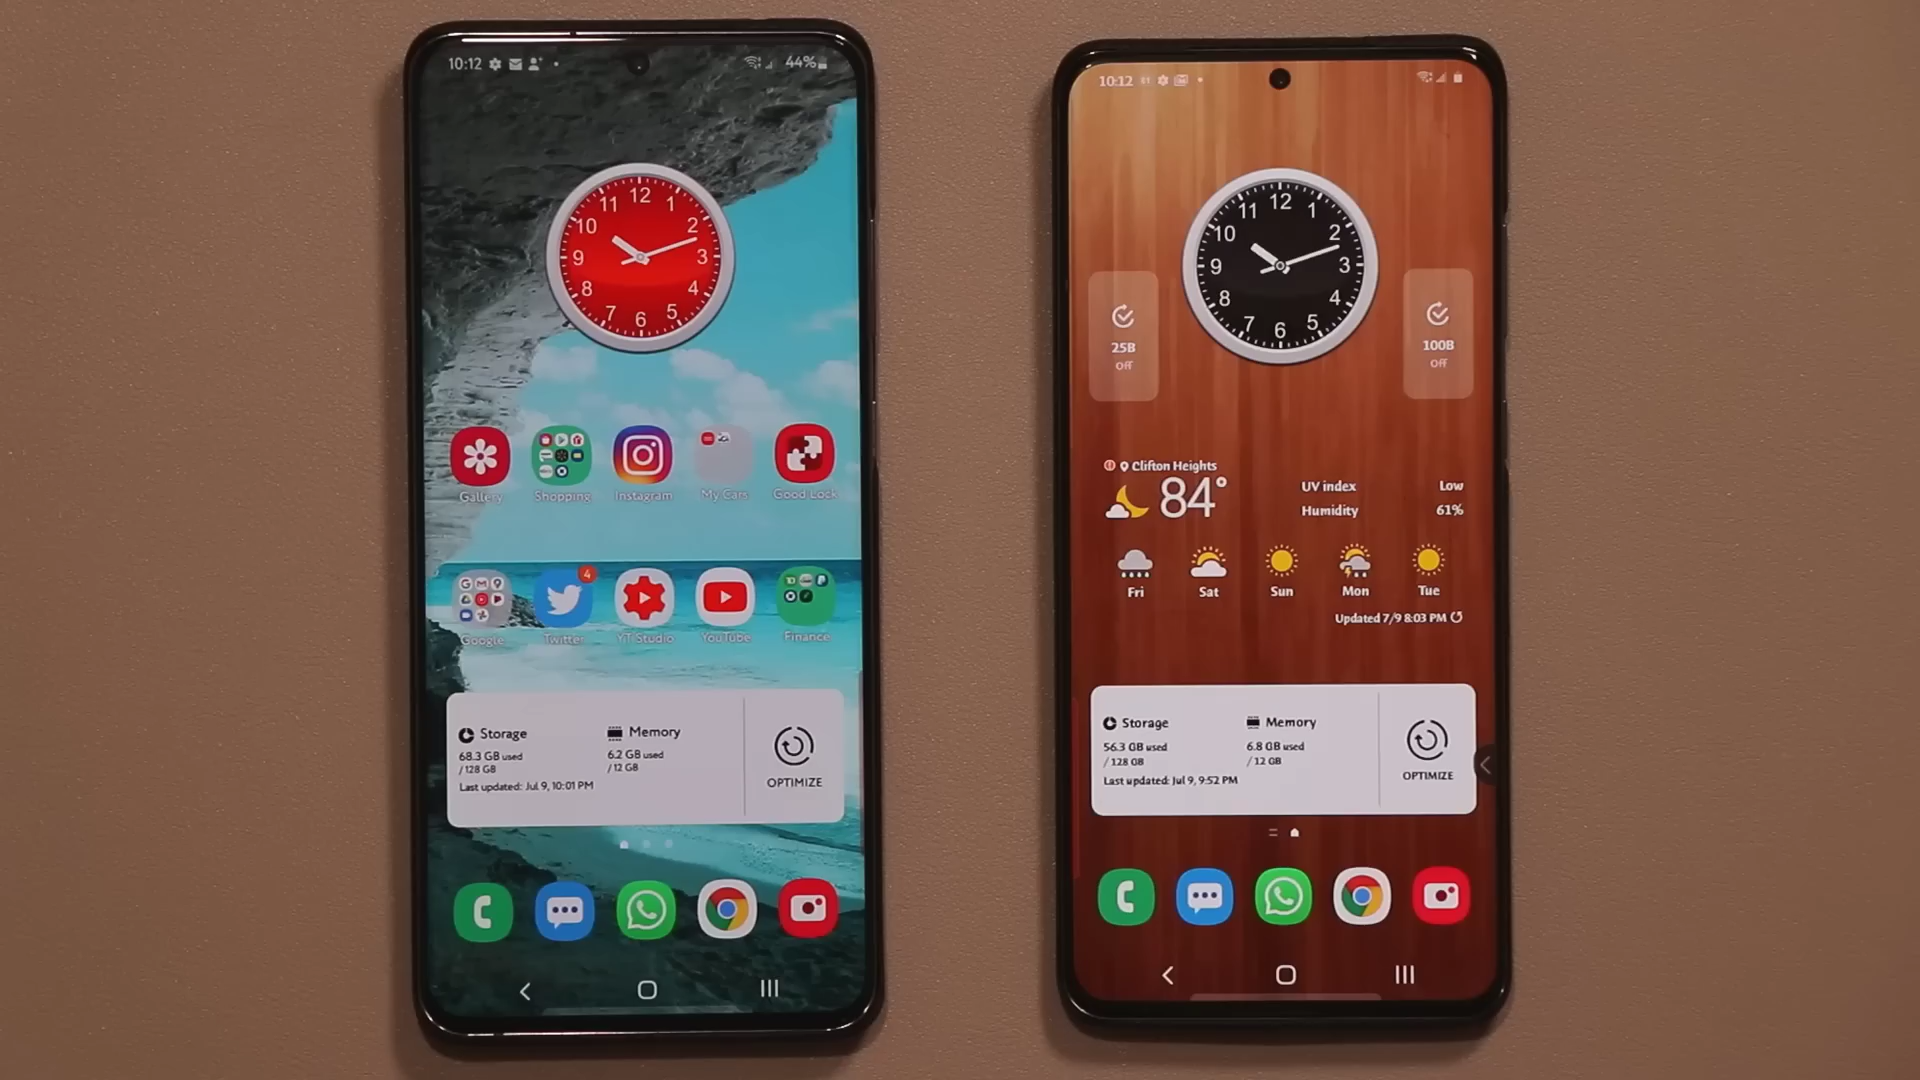 10:12
44%
12
11 1
10 2
9 3
8 4
7 5
6
Gallery Shopping Instagram My Cars Good Lock
4
Google Twitter YT Studio YouTube Finance
Storage
68.3 GB used
/128 GB
Memory
6.2 GB used
/12 GB
Last updated: Jul 9, 10:01 PM
OPTIMIZE
10:12
12
11 1
10 2
9 3
8 4
7 5
6
25B
Off
100B
Off
Clifton Heights
84°
UV index Low
Humidity 61%
Fri Sat Sun Mon Tue
Updated 7/9 8:03 PM
Storage
56.3 GB used
/128 GB
Memory
6.8 GB used
/12 GB
Last updated: Jul 9, 9:52 PM
OPTIMIZE